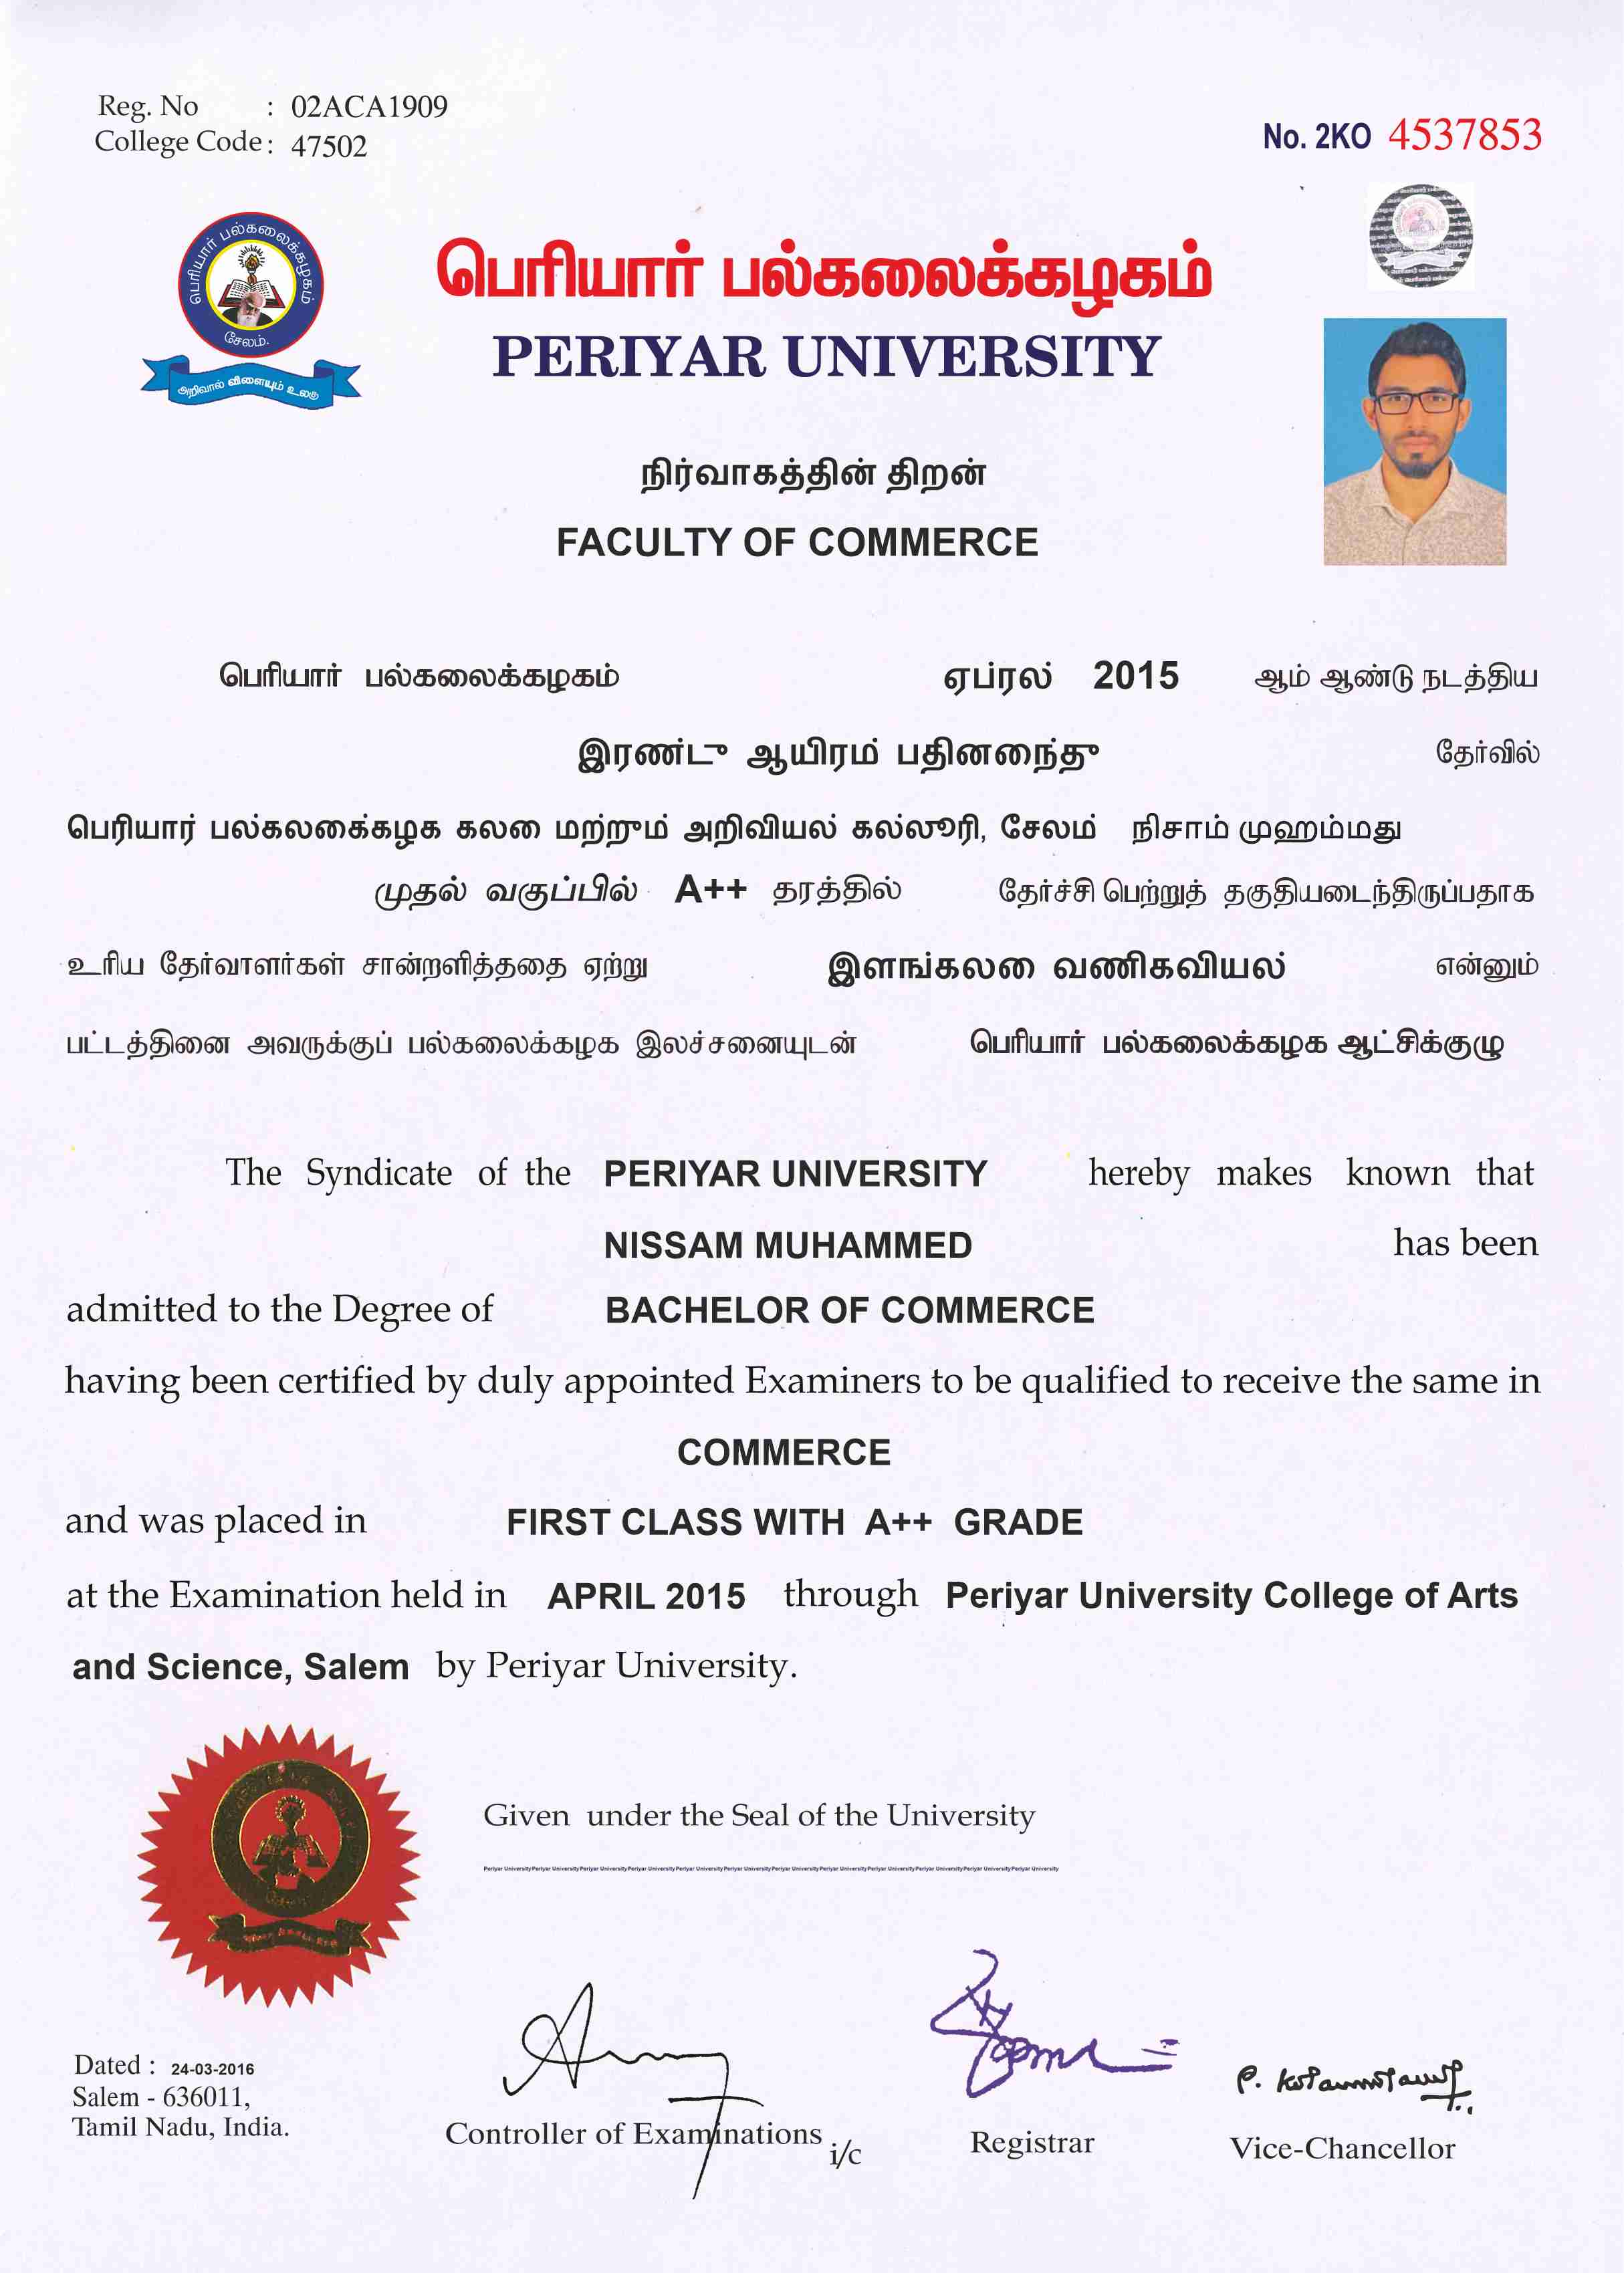 Reg. No : 02ACA1909
College Code : 47502
No. 2KO 4537853
பெரியார் பல்கலைக்கழகம்
சேலம்.
அறிவால் விளையும் உலகு
பெரியார் பல்கலைக்கழகம்
PERIYAR UNIVERSITY
நிர்வாகத்தின் திறன்
FACULTY OF COMMERCE
பெரியார் பல்கலைக்கழகம் ஏப்ரல் 2015 ஆம் ஆண்டு நடத்திய
இரண்டு ஆயிரம் பதினைந்து தேர்வில்
பெரியார் பல்கலைக்கழக கலை மற்றும் அறிவியல் கல்லூரி, சேலம் நிசாம் முஹம்மது
முதல் வகுப்பில் A++ தரத்தில் தேர்ச்சி பெற்றுத் தகுதியடைந்திருப்பதாக
உரிய தேர்வாளர்கள் சான்றளித்ததை ஏற்று இளங்கலை வணிகவியல் என்னும்
பட்டத்தினை அவருக்குப் பல்கலைக்கழக இலச்சனையுடன் பெரியார் பல்கலைக்கழக ஆட்சிக்குழு
The Syndicate of the PERIYAR UNIVERSITY hereby makes known that
NISSAM MUHAMMED has been
admitted to the Degree of BACHELOR OF COMMERCE
having been certified by duly appointed Examiners to be qualified to receive the same in
COMMERCE
and was placed in FIRST CLASS WITH A++ GRADE
at the Examination held in APRIL 2015 through Periyar University College of Arts
and Science, Salem by Periyar University.
Given under the Seal of the University
Periyar University Periyar University Periyar University Periyar University Periyar University Periyar University Periyar University Periyar University Periyar University Periyar University Periyar University Periyar University
Dated : 24-03-2016
Salem - 636011,
Tamil Nadu, India.
Controller of Examinations i/c
Registrar
Vice-Chancellor